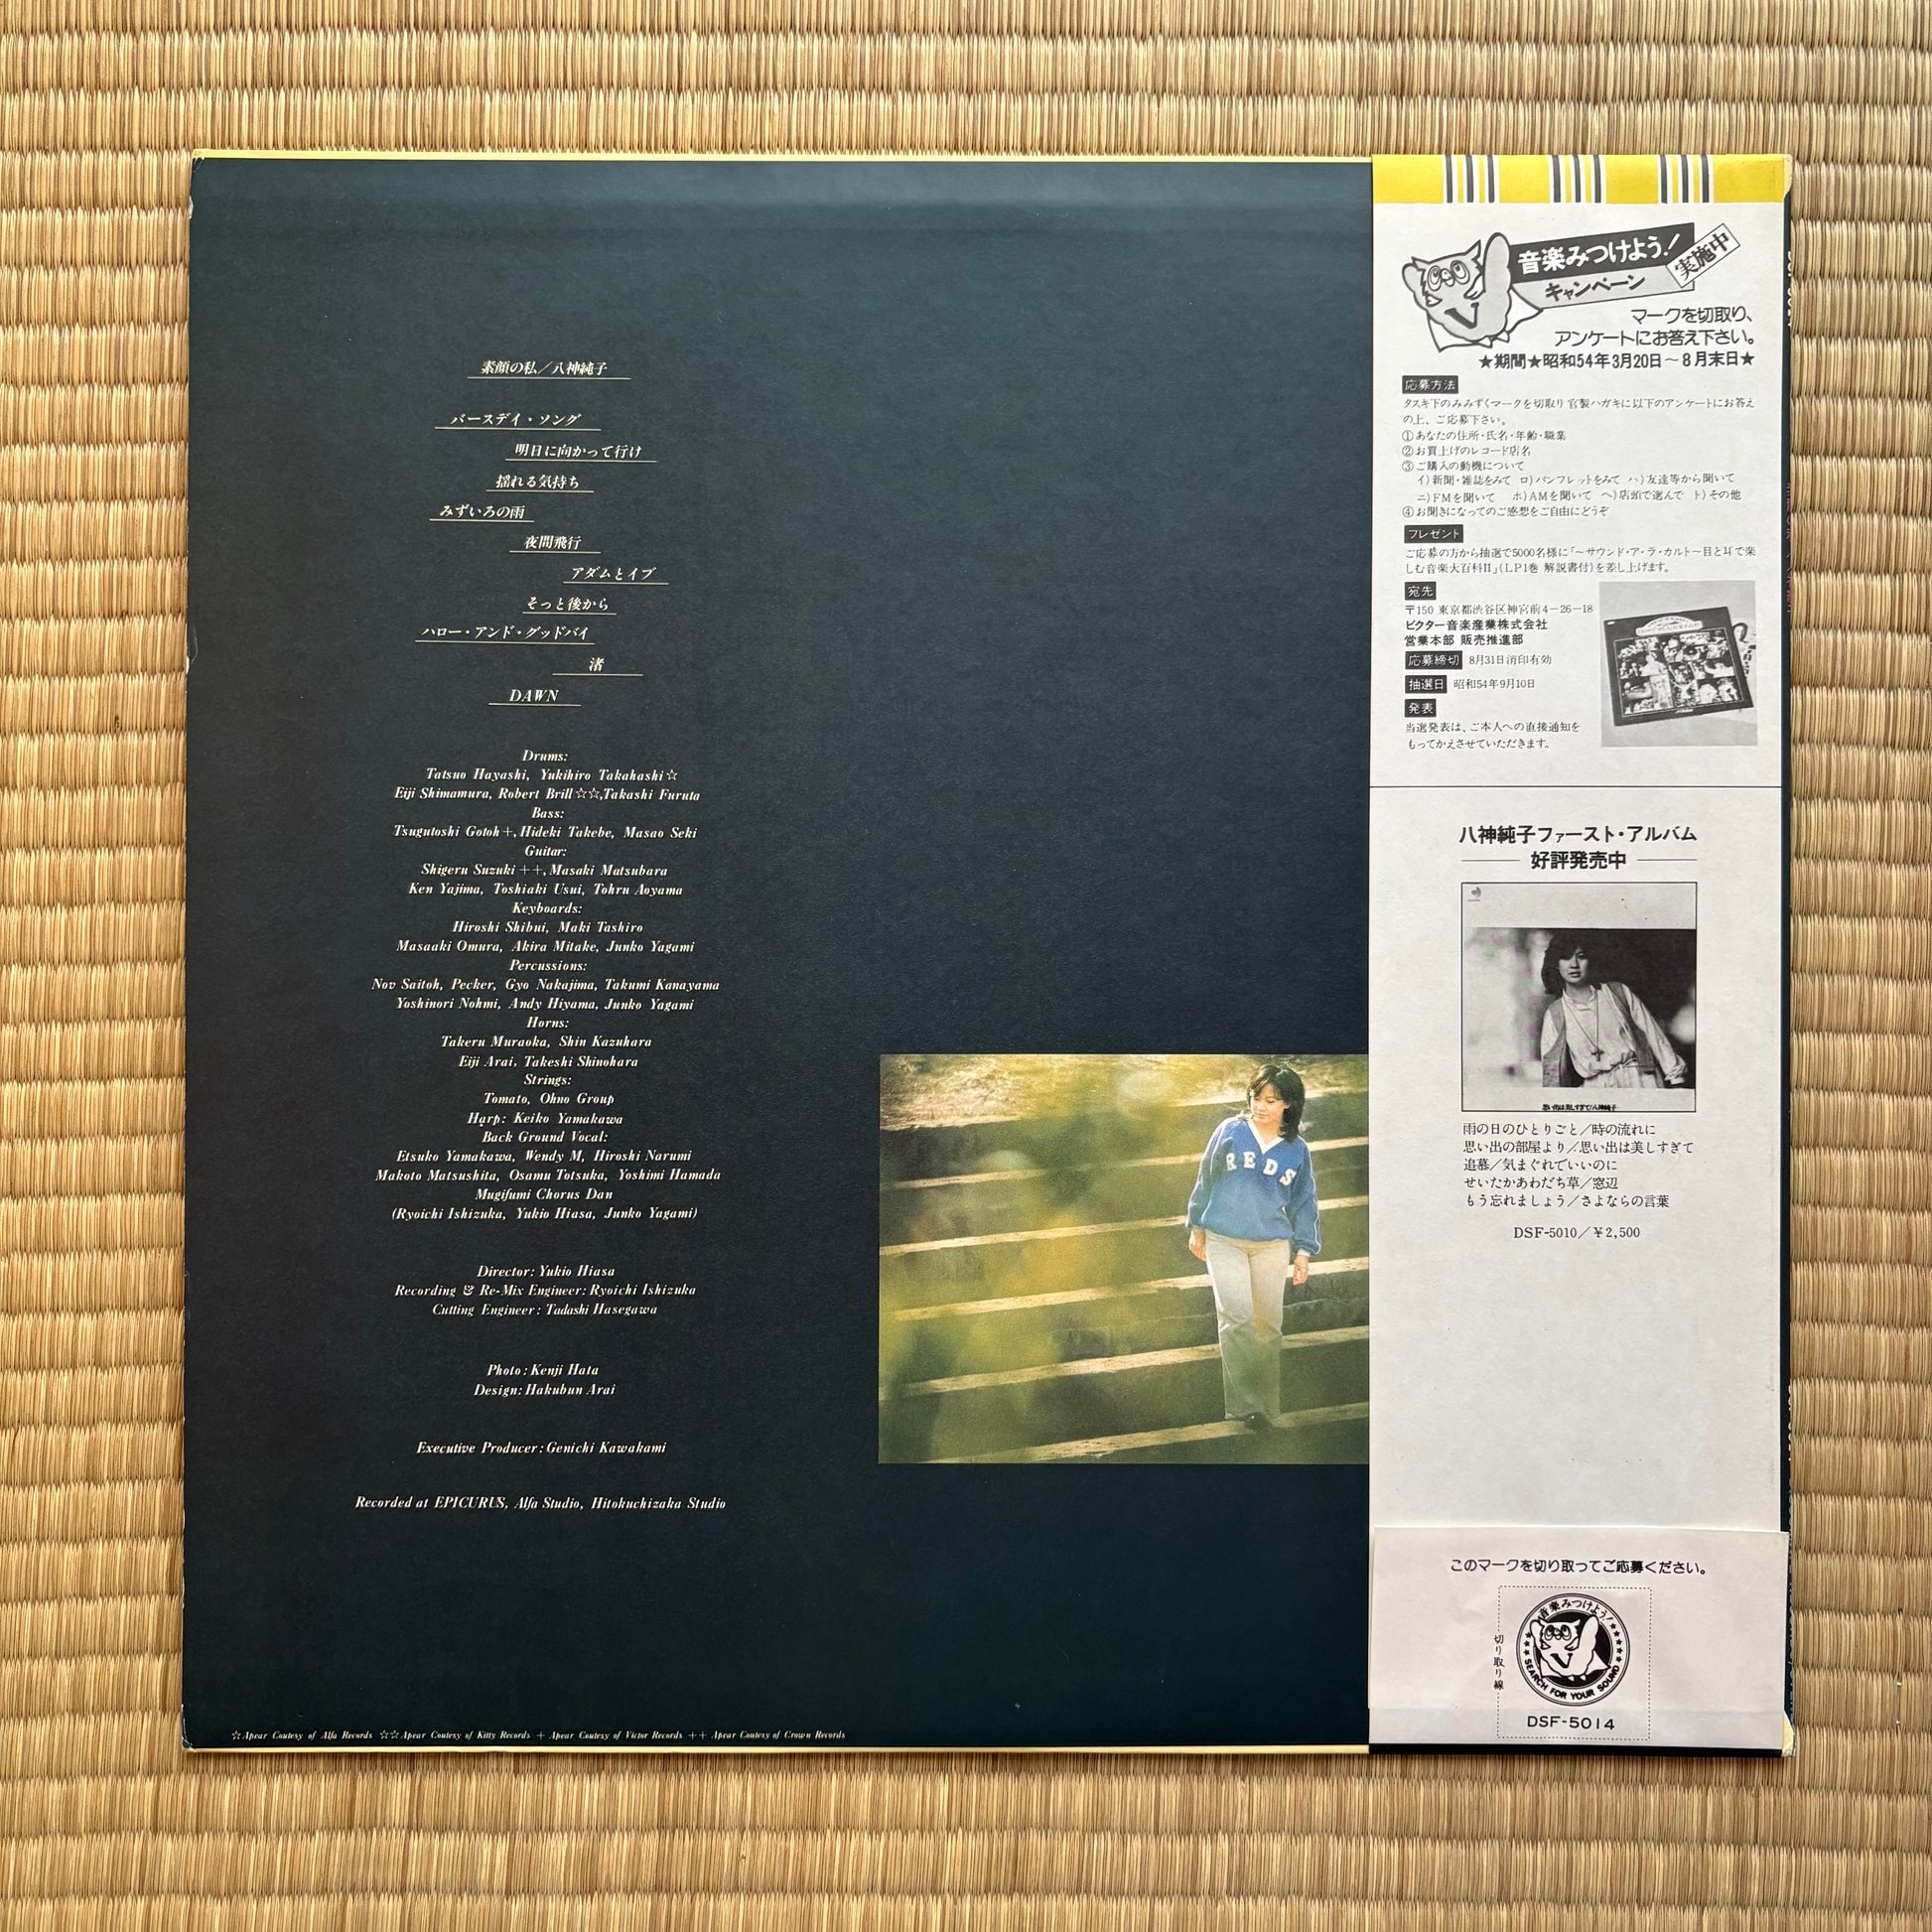 素顔の私／八神純子
バースデイ・ソング
明日に向かって行け
揺れる気持ち
みずいろの雨
夜間飛行
アダムとイブ
そっと後から
ハロー・アンド・グッドバイ
渚
DAWN
Drums:
Tatsuo Hayashi, Yukihiro Takahashi☆
Eiji Shimamura, Robert Brill☆☆,Takashi Furuta
Bass:
Tsugutoshi Gotoh+,Hideki Takebe, Masao Seki
Guitar:
Shigeru Suzuki++,Masaki Matsubara
Ken Yajima, Toshiaki Usui, Tohru Aoyama
Keyboards:
Hiroshi Shibui, Maki Tashiro
Masaaki Omura, Akira Mitake, Junko Yagami
Percussions:
Nov Saitoh, Pecker, Gyo Nakajima, Takumi Kanayama
Yoshinori Nohmi, Andy Hiyama, Junko Yagami
Horns:
Takeru Muraoka, Shin Kazuhara
Eiji Arai, Takeshi Shinohara
Strings:
Tomato, Ohno Group
Harp: Keiko Yamakawa
Back Ground Vocal:
Etsuko Yamakawa, Wendy M, Hiroshi Narumi
Makoto Matsushita, Osamu Totsuka, Yoshimi Hamada
Mugifumi Chorus Dan
(Ryoichi Ishizuka, Yukio Hiasa, Junko Yagami)
Director: Yukio Hiasa
Recording & Re-Mix Engineer: Ryoichi Ishizuka
Cutting Engineer: Tadashi Hasegawa
Photo: Kenji Hata
Design: Hakubun Arai
Executive Producer: Genichi Kawakami
Recorded at EPICURUS, Alfa Studio, Hitokuchizaka Studio
☆Apear Coutesy of Alfa Records ☆☆Apear Coutesy of Kitty Records + Apear Coutesy of Victor Records ++ Apear Coutesy of Crown Records
REDS
音楽みつけよう！
キャンペーン
実施中
マークを切取り、
アンケートにお答え下さい。
★期間★昭和54年3月20日〜8月末日★
応募方法
タスキ下のみみずくマークを切取り官製ハガキに以下のアンケートにお答え
の上、ご応募下さい。
①あなたの住所・氏名・年齢・職業
②お買上げのレコード店名
③ご購入の動機について
イ)新聞・雑誌をみて ロ)パンフレットをみて ハ)友達等から聞いて
ニ)FMを聞いて ホ)AMを聞いて ヘ)店頭で選んで ト)その他
④お聞きになってのご感想をご自由にどうぞ
プレゼント
ご応募の方から抽選で5000名様に「〜サウンド・ア・ラ・カルト〜目と耳で楽
しむ音楽大百科II」(LP1巻 解説書付)を差し上げます。
宛先
〒150 東京都渋谷区神宮前4−26−18
ビクター音楽産業株式会社
営業本部 販売推進部
応募締切 8月31日消印有効
抽選日 昭和54年9月10日
発表
当選発表は、ご本人への直接通知を
もってかえさせていただきます。
八神純子ファースト・アルバム
好評発売中
思い出は美しすぎて/八神純子
雨の日のひとりごと／時の流れに
思い出の部屋より／思い出は美しすぎて
追慕／気まぐれでいいのに
せいたかあわだち草／窓辺
もう忘れましょう／さよならの言葉
DSF-5010／¥2,500
このマークを切り取ってご応募ください。
切り取り線
音楽みつけよう！
SEARCH FOR YOUR SOUND
DSF-5014